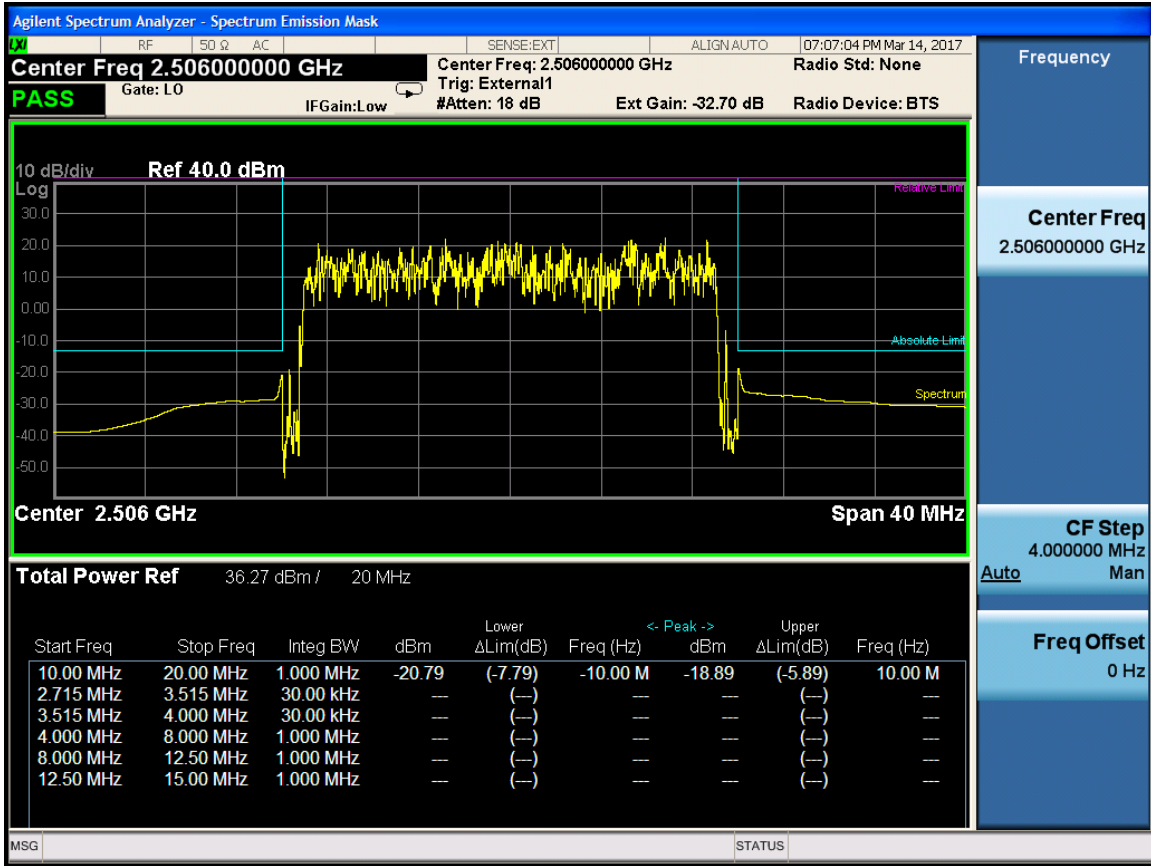 Agilent Spectrum Analyzer - Spectrum Emission Mask
LXI RF 50 Ω AC SENSE:EXT ALIGN AUTO 07:07:04 PM Mar 14, 2017
Center Freq 2.506000000 GHz Center Freq: 2.506000000 GHz Radio Std: None
Trig: External1
PASS Gate: LO IFGain:Low #Atten: 18 dB Ext Gain: -32.70 dB Radio Device: BTS
10 dB/div Ref 40.0 dBm
Log
Relative Limit
30.0
20.0
10.0
0.00
-10.0
Absolute Limit
-20.0
Spectrum
-30.0
-40.0
-50.0
Center 2.506 GHz Span 40 MHz
Total Power Ref 36.27 dBm / 20 MHz
Lower <- Peak -> Upper
Start Freq Stop Freq Integ BW dBm ΔLim(dB) Freq (Hz) dBm ΔLim(dB) Freq (Hz)
10.00 MHz 20.00 MHz 1.000 MHz -20.79 (-7.79) -10.00 M -18.89 (-5.89) 10.00 M
2.715 MHz 3.515 MHz 30.00 kHz --- (---) --- --- (---) ---
3.515 MHz 4.000 MHz 30.00 kHz --- (---) --- --- (---) ---
4.000 MHz 8.000 MHz 1.000 MHz --- (---) --- --- (---) ---
8.000 MHz 12.50 MHz 1.000 MHz --- (---) --- --- (---) ---
12.50 MHz 15.00 MHz 1.000 MHz --- (---) --- --- (---) ---
MSG STATUS
Frequency
Center Freq
2.506000000 GHz
CF Step
4.000000 MHz
Auto Man
Freq Offset
0 Hz